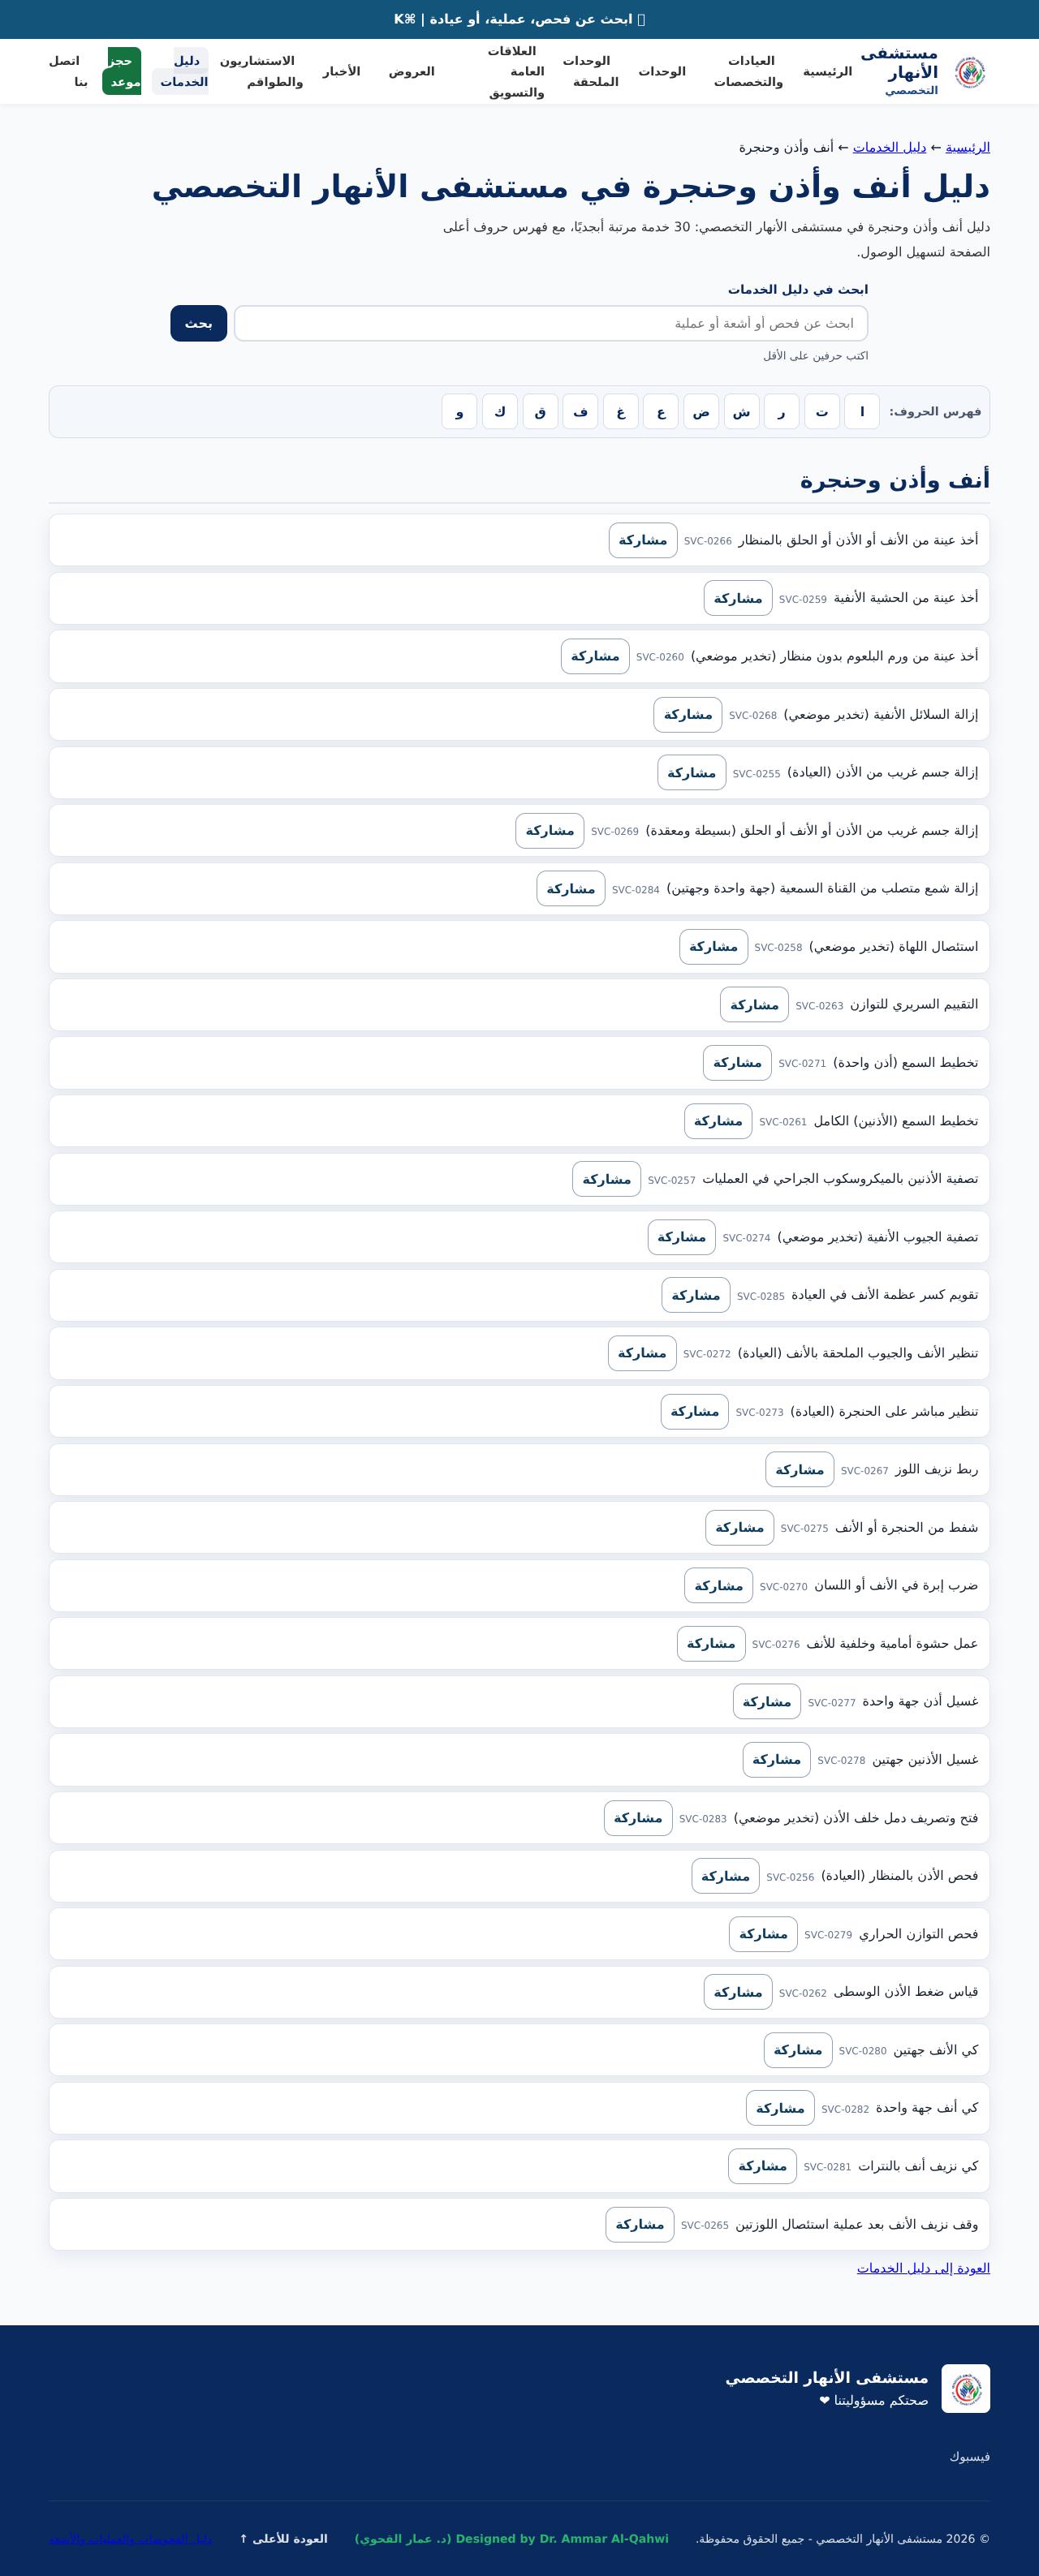 ابحث عن فحص، عملية، أو عيادة | ⌘K
مستشفى الأنهار
التخصصي
الرئيسية
العيادات والتخصصات
الوحدات
الوحدات الملحقة
العلاقات العامة والتسويق
العروض
الأخبار
الاستشاريون والطواقم
دليل الخدمات
حجز موعد
اتصل بنا
الرئيسية ← دليل الخدمات ← أنف وأذن وحنجرة
دليل أنف وأذن وحنجرة في مستشفى الأنهار التخصصي
دليل أنف وأذن وحنجرة في مستشفى الأنهار التخصصي: 30 خدمة مرتبة أبجديًا، مع فهرس حروف أعلى
الصفحة لتسهيل الوصول.
ابحث في دليل الخدمات
ابحث عن فحص أو أشعة أو عملية
بحث
اكتب حرفين على الأقل
فهرس الحروف: ا ت ر ش ض ع غ ف ق ك و
أنف وأذن وحنجرة
أخذ عينة من الأنف أو الأذن أو الحلق بالمنظار SVC-0266 مشاركة
أخذ عينة من الحشية الأنفية SVC-0259 مشاركة
أخذ عينة من ورم البلعوم بدون منظار (تخدير موضعي) SVC-0260 مشاركة
إزالة السلائل الأنفية (تخدير موضعي) SVC-0268 مشاركة
إزالة جسم غريب من الأذن (العيادة) SVC-0255 مشاركة
إزالة جسم غريب من الأذن أو الأنف أو الحلق (بسيطة ومعقدة) SVC-0269 مشاركة
إزالة شمع متصلب من القناة السمعية (جهة واحدة وجهتين) SVC-0284 مشاركة
استئصال اللهاة (تخدير موضعي) SVC-0258 مشاركة
التقييم السريري للتوازن SVC-0263 مشاركة
تخطيط السمع (أذن واحدة) SVC-0271 مشاركة
تخطيط السمع (الأذنين) الكامل SVC-0261 مشاركة
تصفية الأذنين بالميكروسكوب الجراحي في العمليات SVC-0257 مشاركة
تصفية الجيوب الأنفية (تخدير موضعي) SVC-0274 مشاركة
تقويم كسر عظمة الأنف في العيادة SVC-0285 مشاركة
تنظير الأنف والجيوب الملحقة بالأنف (العيادة) SVC-0272 مشاركة
تنظير مباشر على الحنجرة (العيادة) SVC-0273 مشاركة
ربط نزيف اللوز SVC-0267 مشاركة
شفط من الحنجرة أو الأنف SVC-0275 مشاركة
ضرب إبرة في الأنف أو اللسان SVC-0270 مشاركة
عمل حشوة أمامية وخلفية للأنف SVC-0276 مشاركة
غسيل أذن جهة واحدة SVC-0277 مشاركة
غسيل الأذنين جهتين SVC-0278 مشاركة
فتح وتصريف دمل خلف الأذن (تخدير موضعي) SVC-0283 مشاركة
فحص الأذن بالمنظار (العيادة) SVC-0256 مشاركة
فحص التوازن الحراري SVC-0279 مشاركة
قياس ضغط الأذن الوسطى SVC-0262 مشاركة
كي الأنف جهتين SVC-0280 مشاركة
كي أنف جهة واحدة SVC-0282 مشاركة
كي نزيف أنف بالنترات SVC-0281 مشاركة
وقف نزيف الأنف بعد عملية استئصال اللوزتين SVC-0265 مشاركة
العودة إلى دليل الخدمات
مستشفى الأنهار التخصصي
صحتكم مسؤوليتنا ❤
فيسبوك
© 2026 مستشفى الأنهار التخصصي - جميع الحقوق محفوظة.
Designed by Dr. Ammar Al-Qahwi (د. عمار القحوي)
العودة للأعلى ↑
دليل الفحوصات والعمليات والأشعة